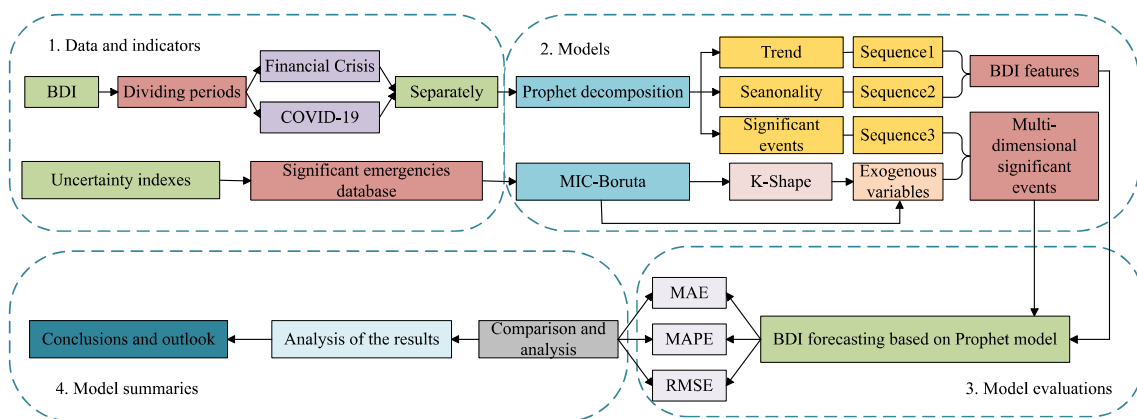 1. Data and indicators
BDI
Dividing periods
Financial Crisis
COVID-19
Separately
Uncertainty indexes
Significant emergencies
database
2. Models
Prophet decomposition
Trend
Seanonality
Significant
events
Sequence1
Sequence2
Sequence3
BDI features
MIC-Boruta
K-Shape
Exogenous
variables
Multi-
dimensional
significant
events
MAE
MAPE
RMSE
BDI forecasting based on Prophet model
3. Model evaluations
Comparison and
analysis
Analysis of the results
Conclusions and outlook
4. Model summaries